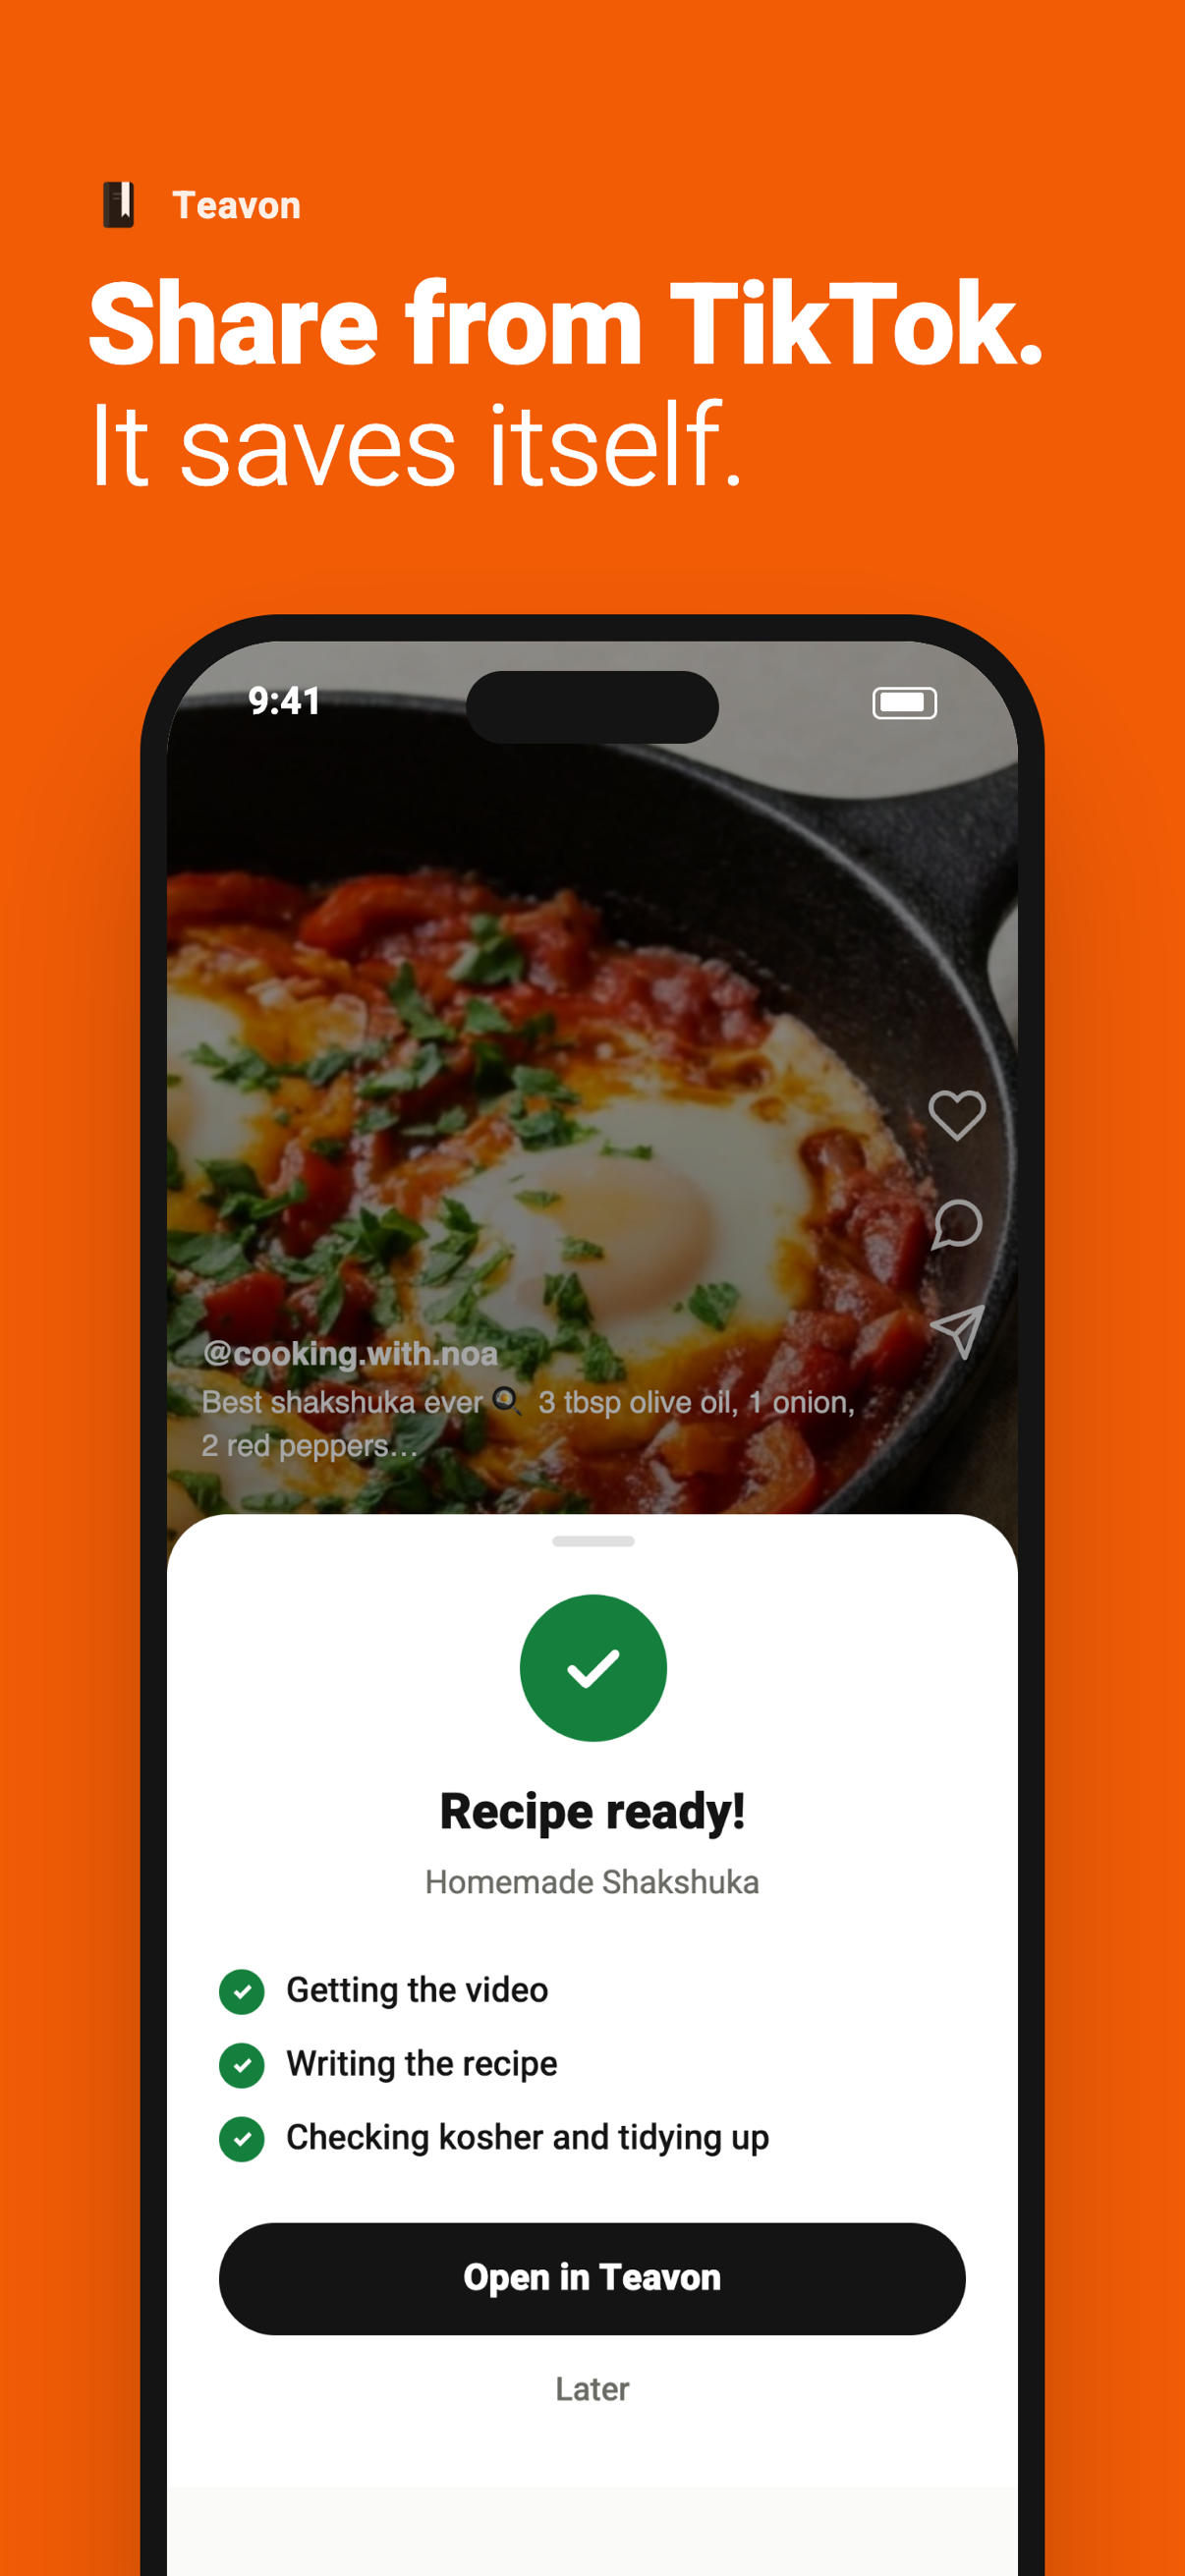 Teavon
Share from TikTok.
It saves itself.
9:41
@cooking.with.noa
Best shakshuka ever 🍳 3 tbsp olive oil, 1 onion,
2 red peppers…
Recipe ready!
Homemade Shakshuka
Getting the video
Writing the recipe
Checking kosher and tidying up
Open in Teavon
Later